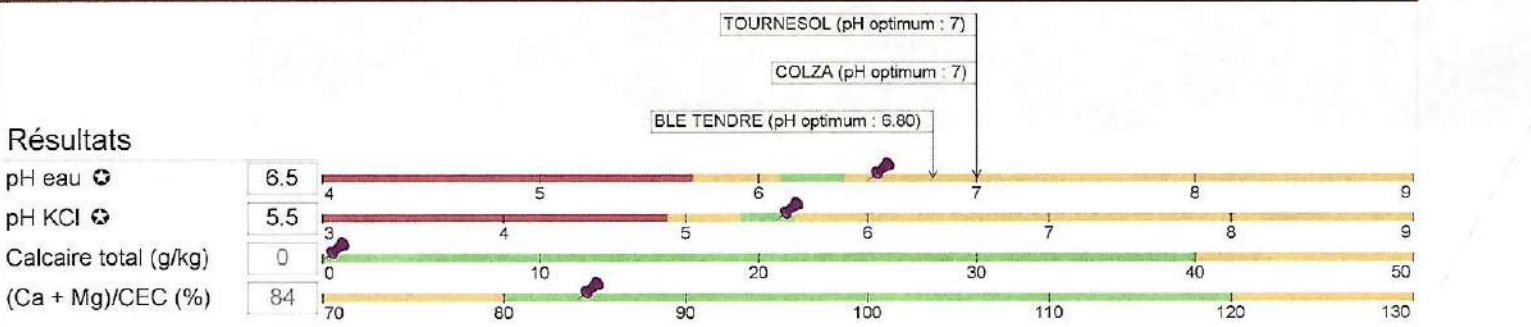 TOURNESOL (pH optimum : 7)
COLZA (pH optimum : 7)
BLE TENDRE (pH optimum : 6.80)
Résultats
pH eau ✪ 6.5
4 5 6 7 8 9
pH KCl ✪ 5.5
3 4 5 6 7 8 9
Calcaire total (g/kg) 0
0 10 20 30 40 50
(Ca + Mg)/CEC (%) 84
70 80 90 100 110 120 130